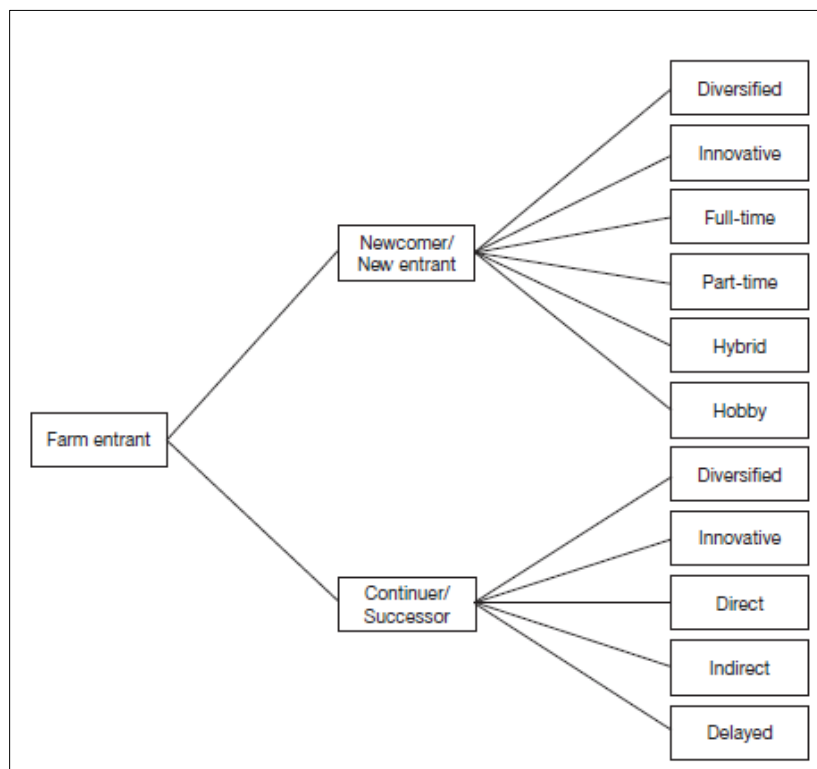 Diversified
Innovative
Newcomer/
New entrant
Full-time
Part-time
Hybrid
Hobby
Farm entrant
Diversified
Innovative
Continuer/
Successor
Direct
Indirect
Delayed